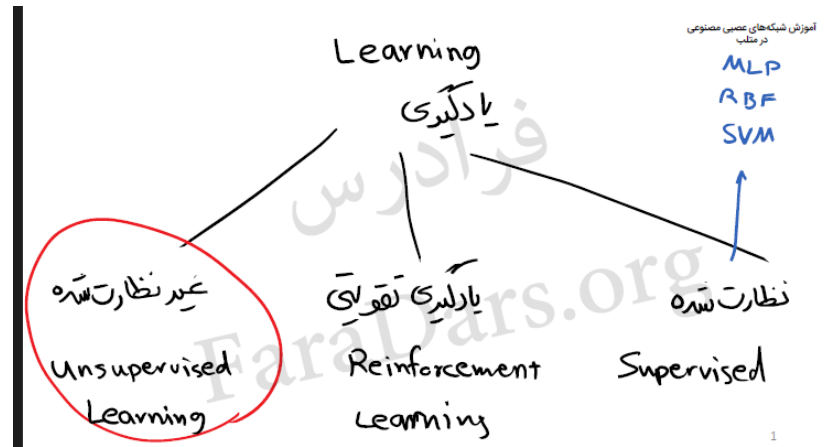 آموزش شبکه‌های عصبی مصنوعی
در متلب
Learning
یادگیری
MLP
RBF
SVM
غیر نظارت شده
یادگیری تقویتی
نظارت شده
Unsupervised
Learning
Reinforcement
Learning
Supervised
فرادرس
FaraDars.org
1